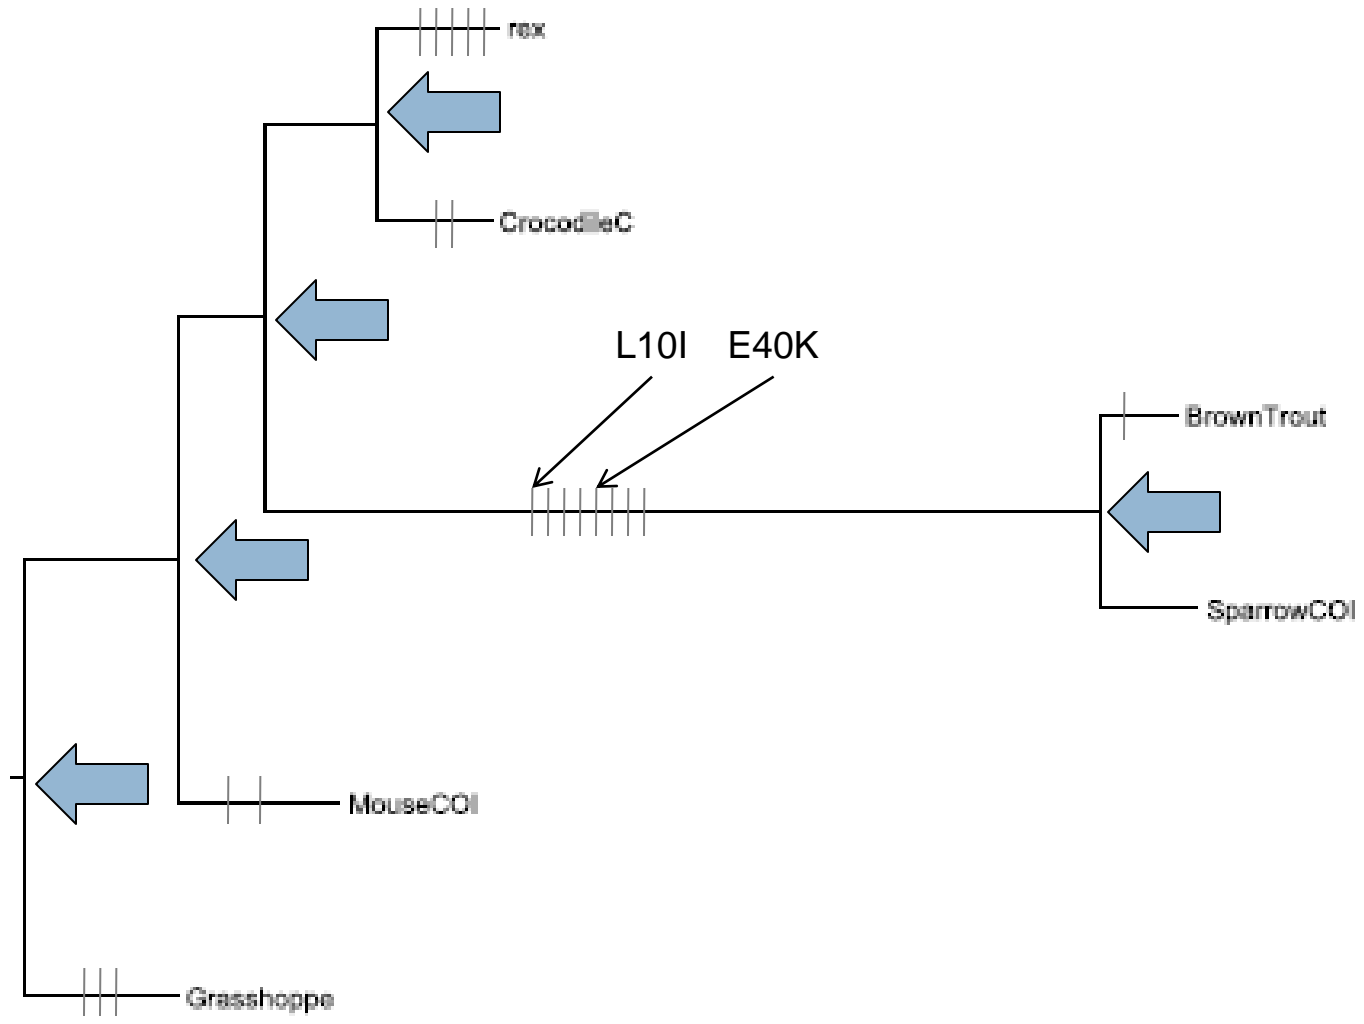 rex
CrocodileC
L10I E40K
BrownTrout
SparrowCOI
MouseCOI
Grasshoppe